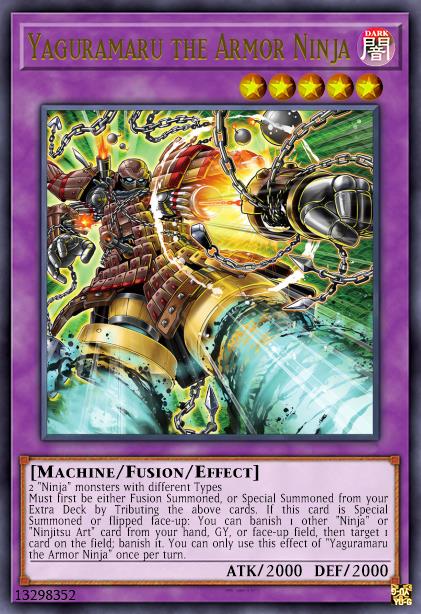 Yaguramaru the Armor Ninja
DARK
闇
[Machine/Fusion/Effect]
2 "Ninja" monsters with different Types
Must first be either Fusion Summoned, or Special Summoned from your
Extra Deck by Tributing the above cards. If this card is Special
Summoned or flipped face-up: You can banish 1 other "Ninja" or
"Ninjitsu Art" card from your hand, GY, or face-up field, then target 1
card on the field; banish it. You can only use this effect of "Yaguramaru
the Armor Ninja" once per turn.
ATK/2000 DEF/2000
13298352